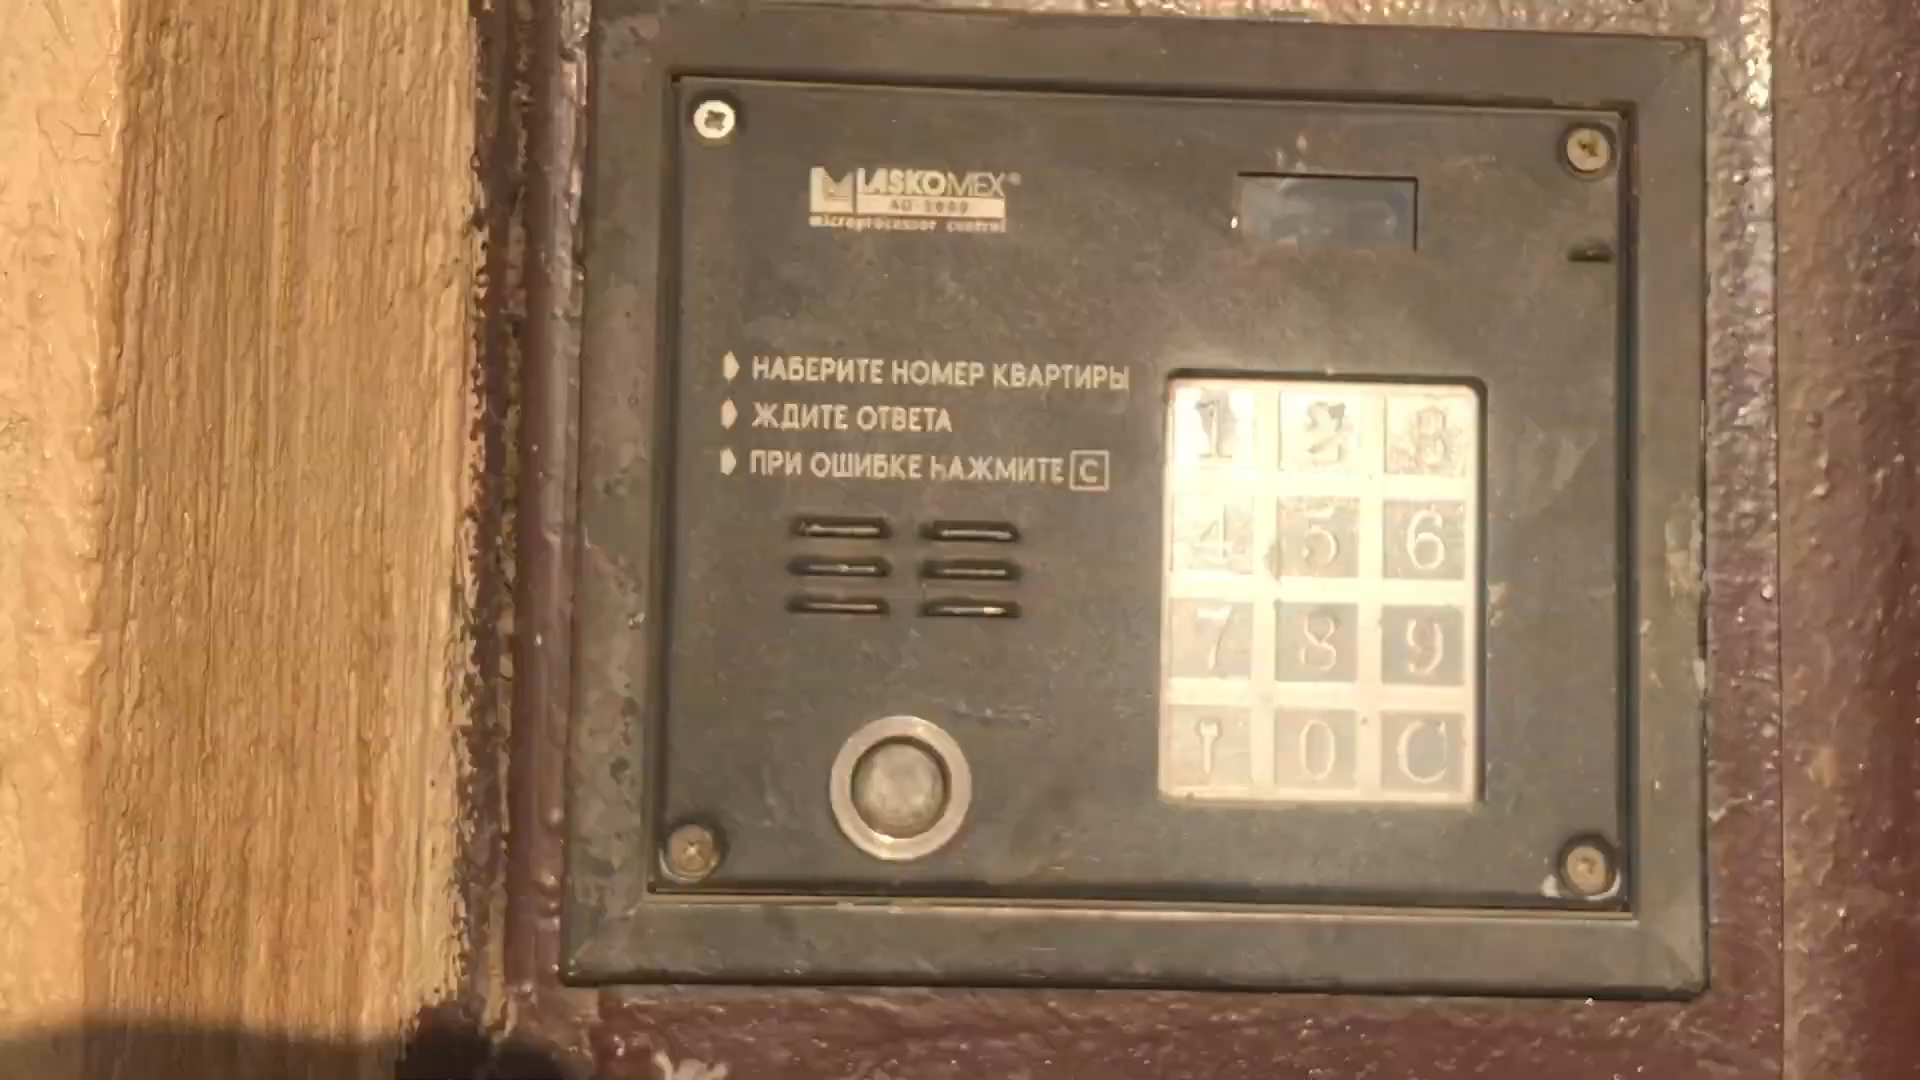 LASKOMEX®
microprocessor control
НАБЕРИТЕ НОМЕР КВАРТИРЫ
ЖДИТЕ ОТВЕТА
ПРИ ОШИБКЕ НАЖМИТЕ C
1 2 3
4 5 6
7 8 9
0 C